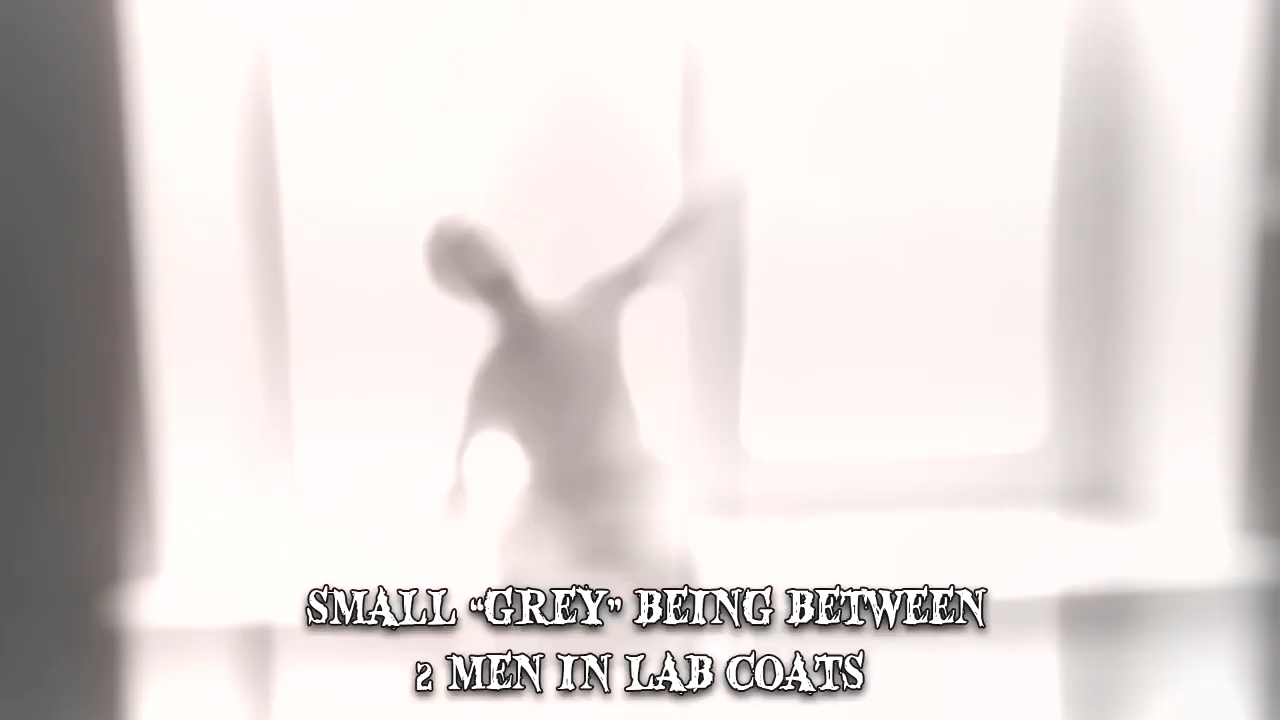 SMALL “GREY” BEING BETWEEN
2 MEN IN LAB COATS